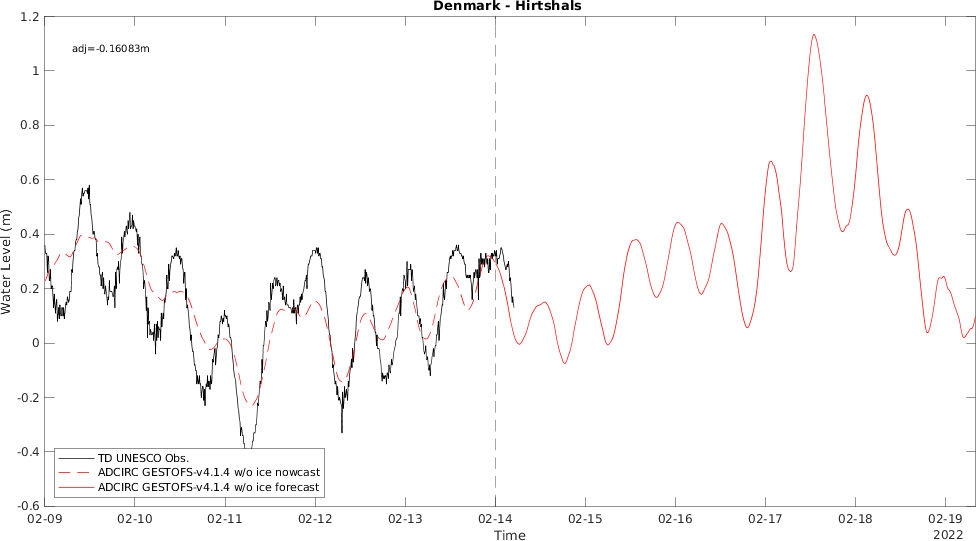 Denmark - Hirtshals
adj=-0.16083m
1.2
1
0.8
0.6
0.4
0.2
0
-0.2
-0.4
-0.6
Water Level (m)
TD UNESCO Obs.
ADCIRC GESTOFS-v4.1.4 w/o ice nowcast
ADCIRC GESTOFS-v4.1.4 w/o ice forecast
02-09 02-10 02-11 02-12 02-13 02-14 02-15 02-16 02-17 02-18 02-19
Time
2022